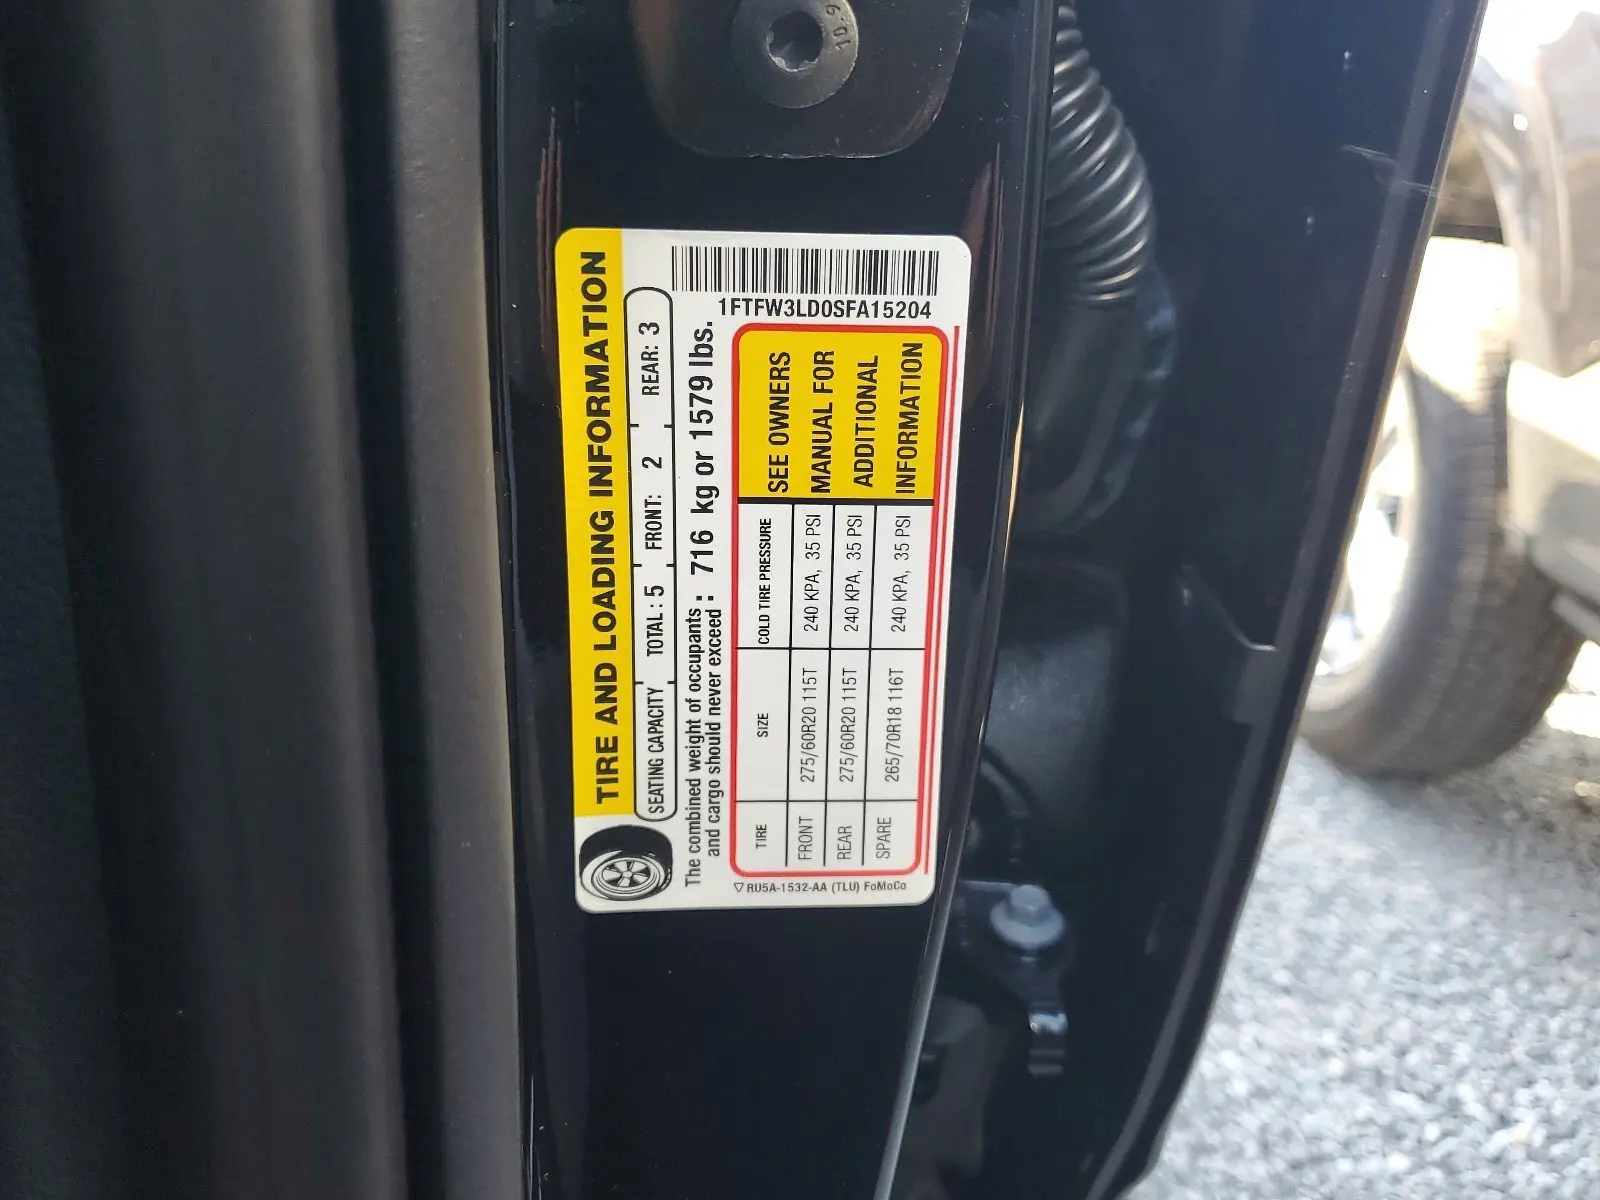 10.9
1FTFW3LD0SFA15204
TIRE AND LOADING INFORMATION
SEATING CAPACITY TOTAL: 5 FRONT: 2 REAR: 3
The combined weight of occupants
and cargo should never exceed : 716 kg or 1579 lbs.
TIRE SIZE COLD TIRE PRESSURE
FRONT 275/60R20 115T 240 KPA, 35 PSI
REAR 275/60R20 115T 240 KPA, 35 PSI
SPARE 265/70R18 116T 240 KPA, 35 PSI
SEE OWNERS
MANUAL FOR
ADDITIONAL
INFORMATION
RU5A-1532-AA (TLU) FoMoCo